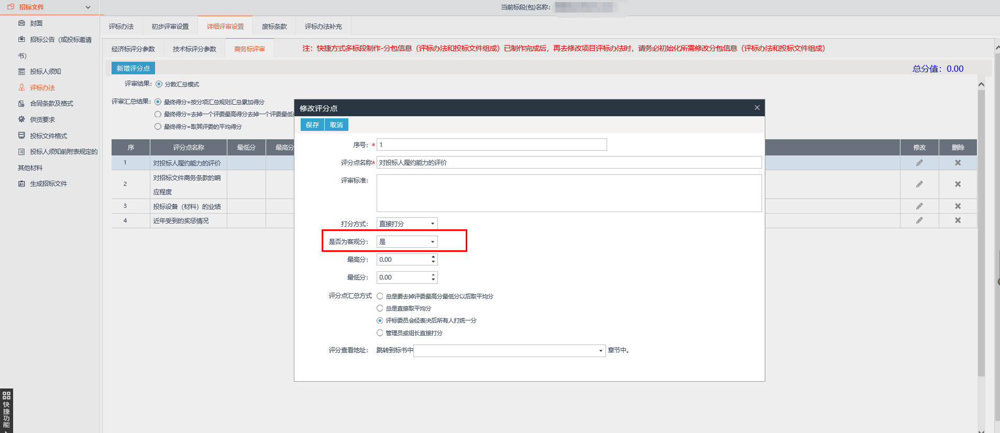 招标文件
当前标段(包)名称：
封面
招标公告（或投标邀请
书）
投标人须知
评标办法
合同条款及格式
供货要求
投标文件格式
投标人须知前附表规定的
其他材料
生成招标文件
快捷功能
评标办法
初步评审设置
详细评审设置
废标条款
评标办法补充
经济标评分参数
技术标评分参数
商务标评审
注：快捷方式多标段制作-分包信息（评标办法和投标文件组成）已制作完成后，再去修改项目评标办法时，请务必初始化所需修改分包信息（评标办法和投标文件组成）
新增评分点
总分值：0.00
评审结果：
分数汇总模式
评审汇总结果：
最终得分=按分项汇总规则汇总累加得分
最终得分=去掉一个评委最高得分去掉一个评委最低
最终得分=取其评委的平均得分
序
评分点名称
最低分
最高分
修改
删除
1
对投标人履约能力的评价
2
对招标文件商务条款的响
应程度
3
投标设备（材料）的业绩
4
近年受到的奖惩情况
修改评分点
保存
取消
序号：*
1
评分点名称*
对投标人履约能力的评价
评审标准：
打分方式：
直接打分
是否为客观分：
是
最高分：
0.00
最低分：
0.00
评分点汇总方式
总是要去掉评委最高分最低分以后取平均分
总是直接取平均分
评标委员会经表决后所有人打统一分
管理员或组长直接打分
评分查看地址：
跳转到标书中
章节中。